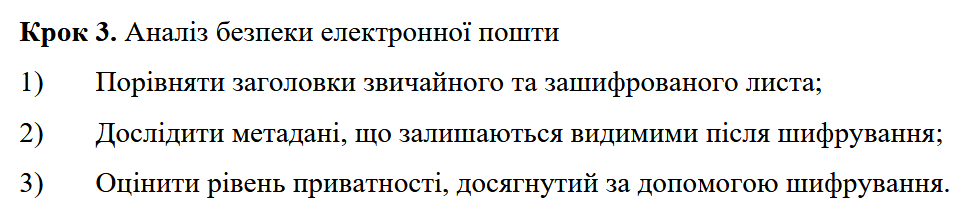 Крок 3. Аналіз безпеки електронної пошти
1) Порівняти заголовки звичайного та зашифрованого листа;
2) Дослідити метадані, що залишаються видимими після шифрування;
3) Оцінити рівень приватності, досягнутий за допомогою шифрування.